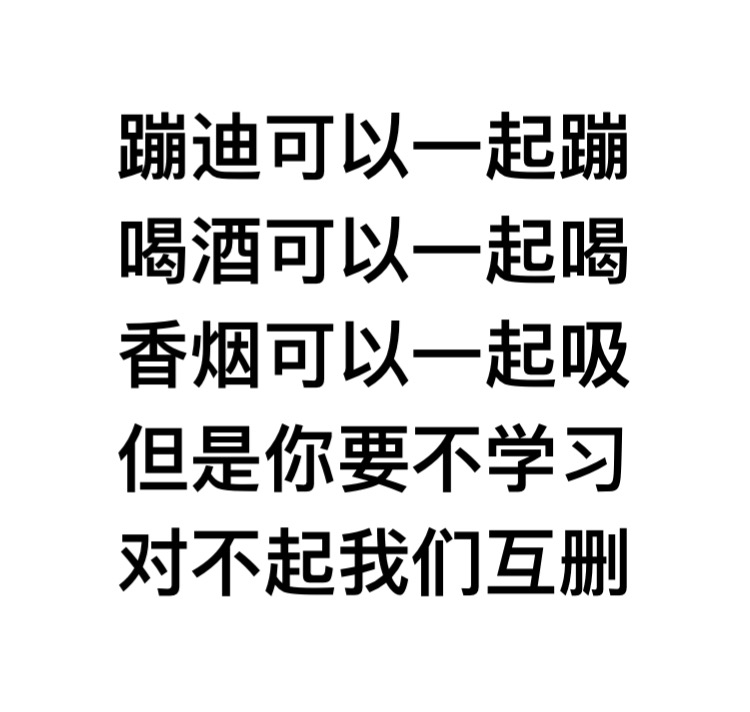 蹦迪可以一起蹦
喝酒可以一起喝
香烟可以一起吸
但是你要不学习
对不起我们互删